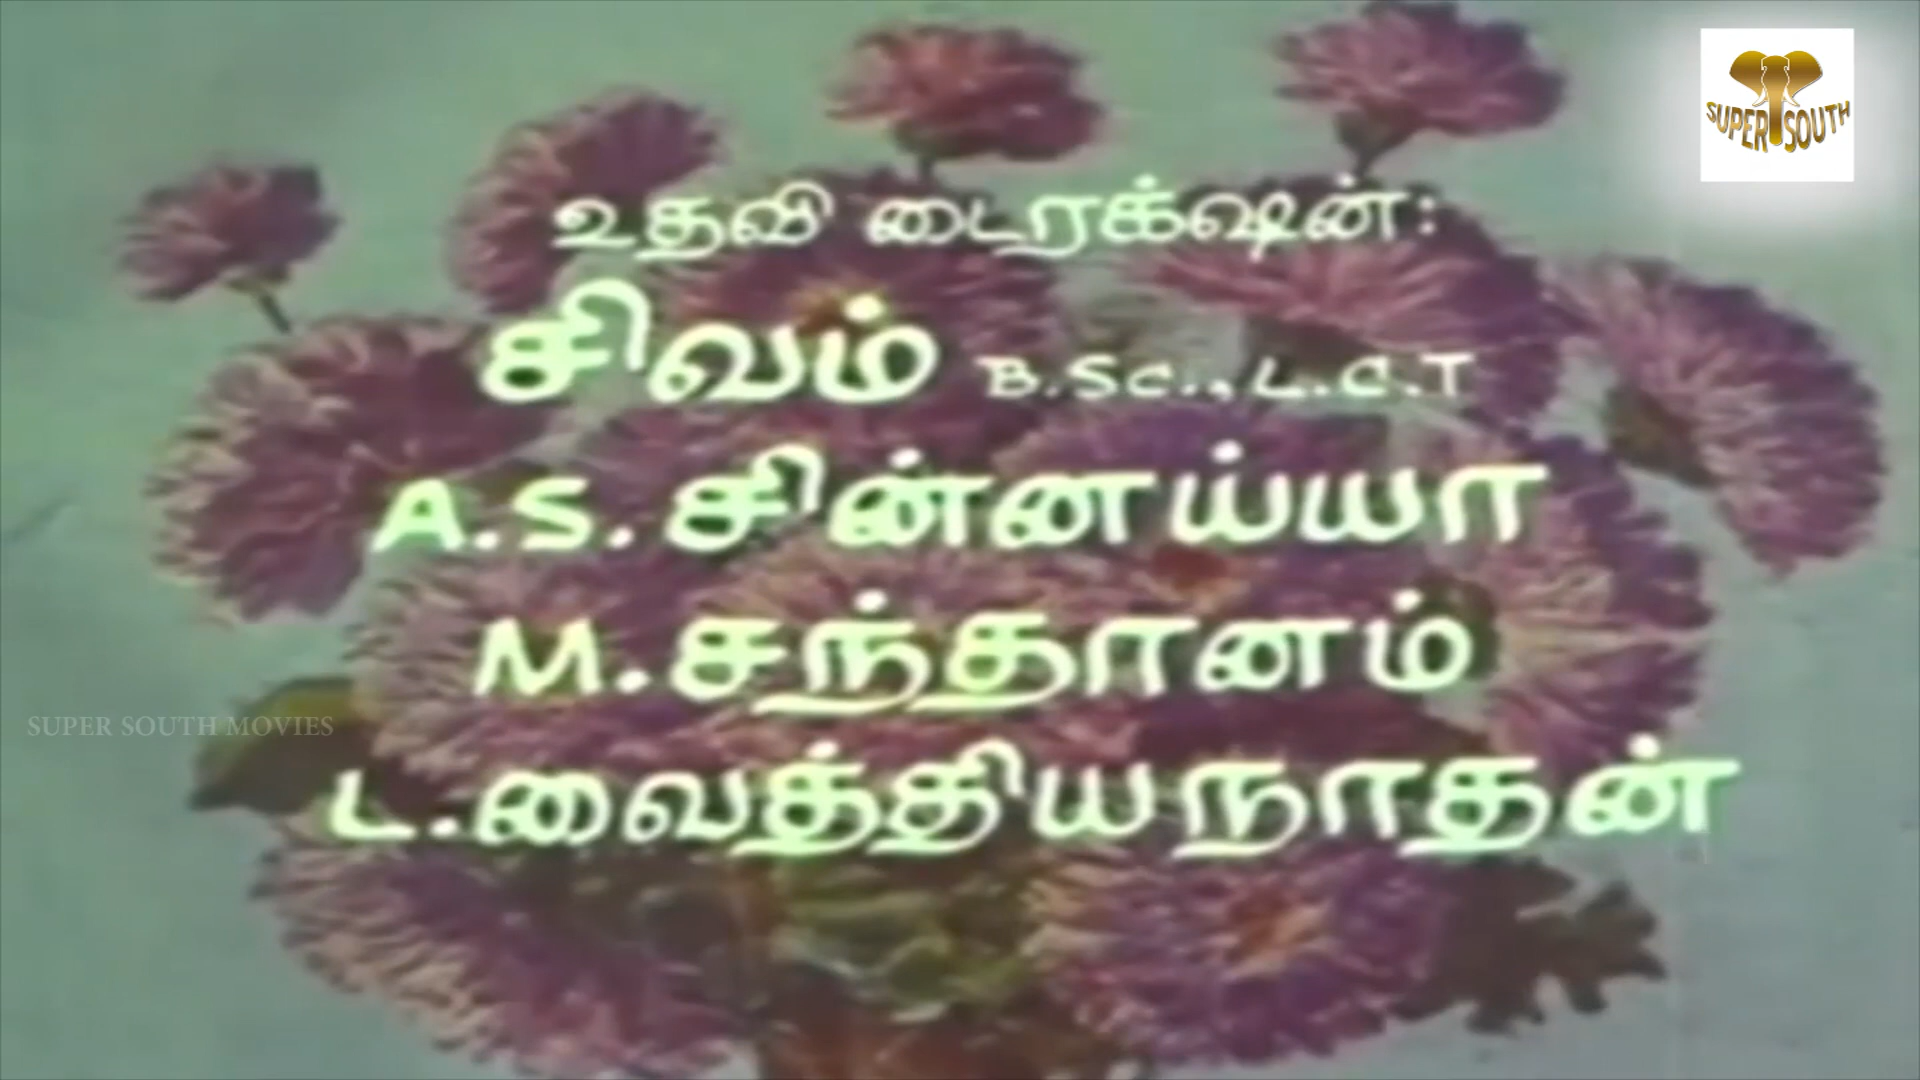 SUPER SOUTH
உதவி டைரக்‌ஷன்:
சிவம் B.Sc., L.C.T
A.S. சின்னய்யா
M. சந்தானம்
L. வைத்தியநாதன்
SUPER SOUTH MOVIES